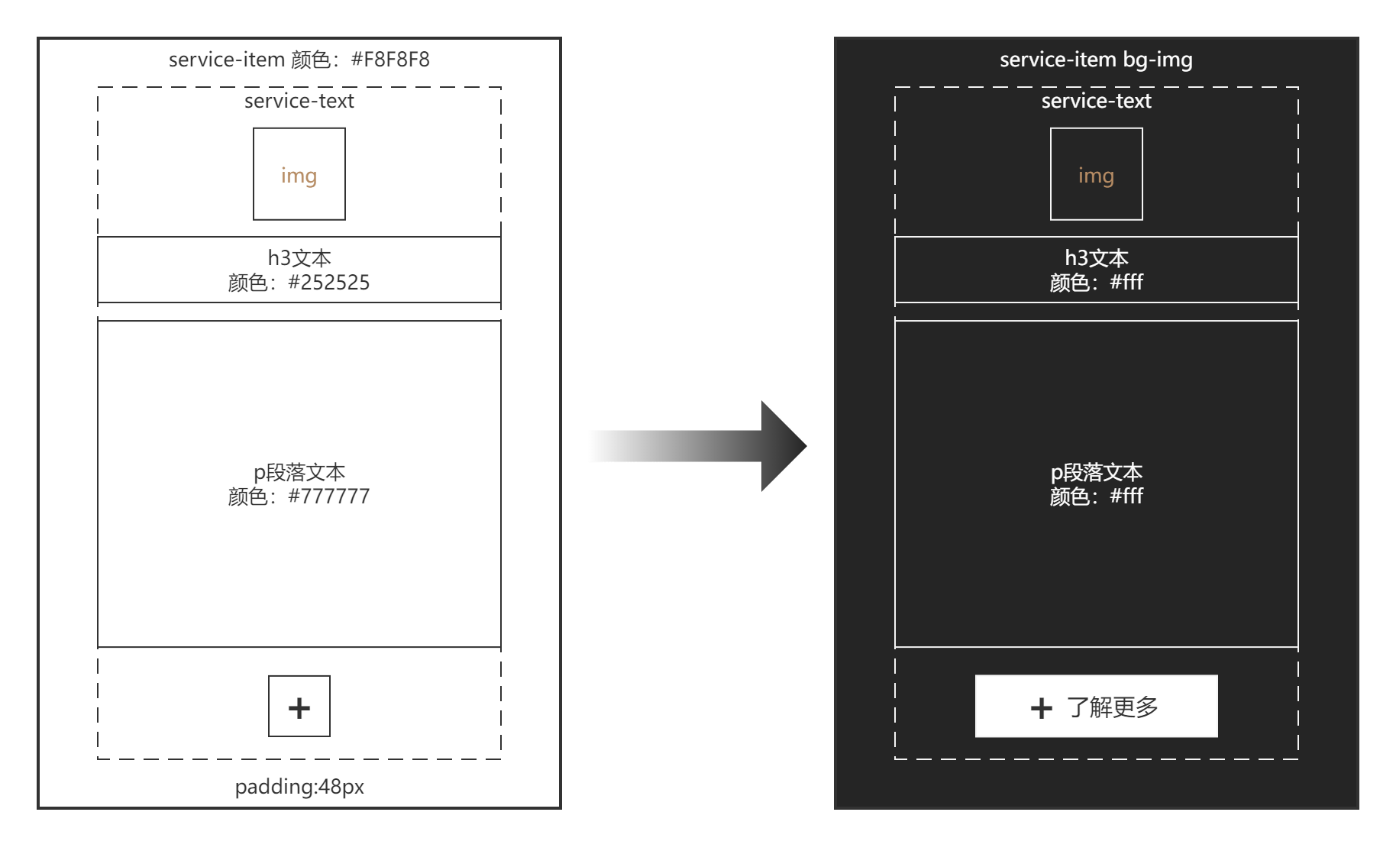 service-item 颜色：#F8F8F8
service-text
img
h3文本
颜色：#252525
p段落文本
颜色：#777777
+
padding:48px
service-item bg-img
service-text
img
h3文本
颜色：#fff
p段落文本
颜色：#fff
+ 了解更多